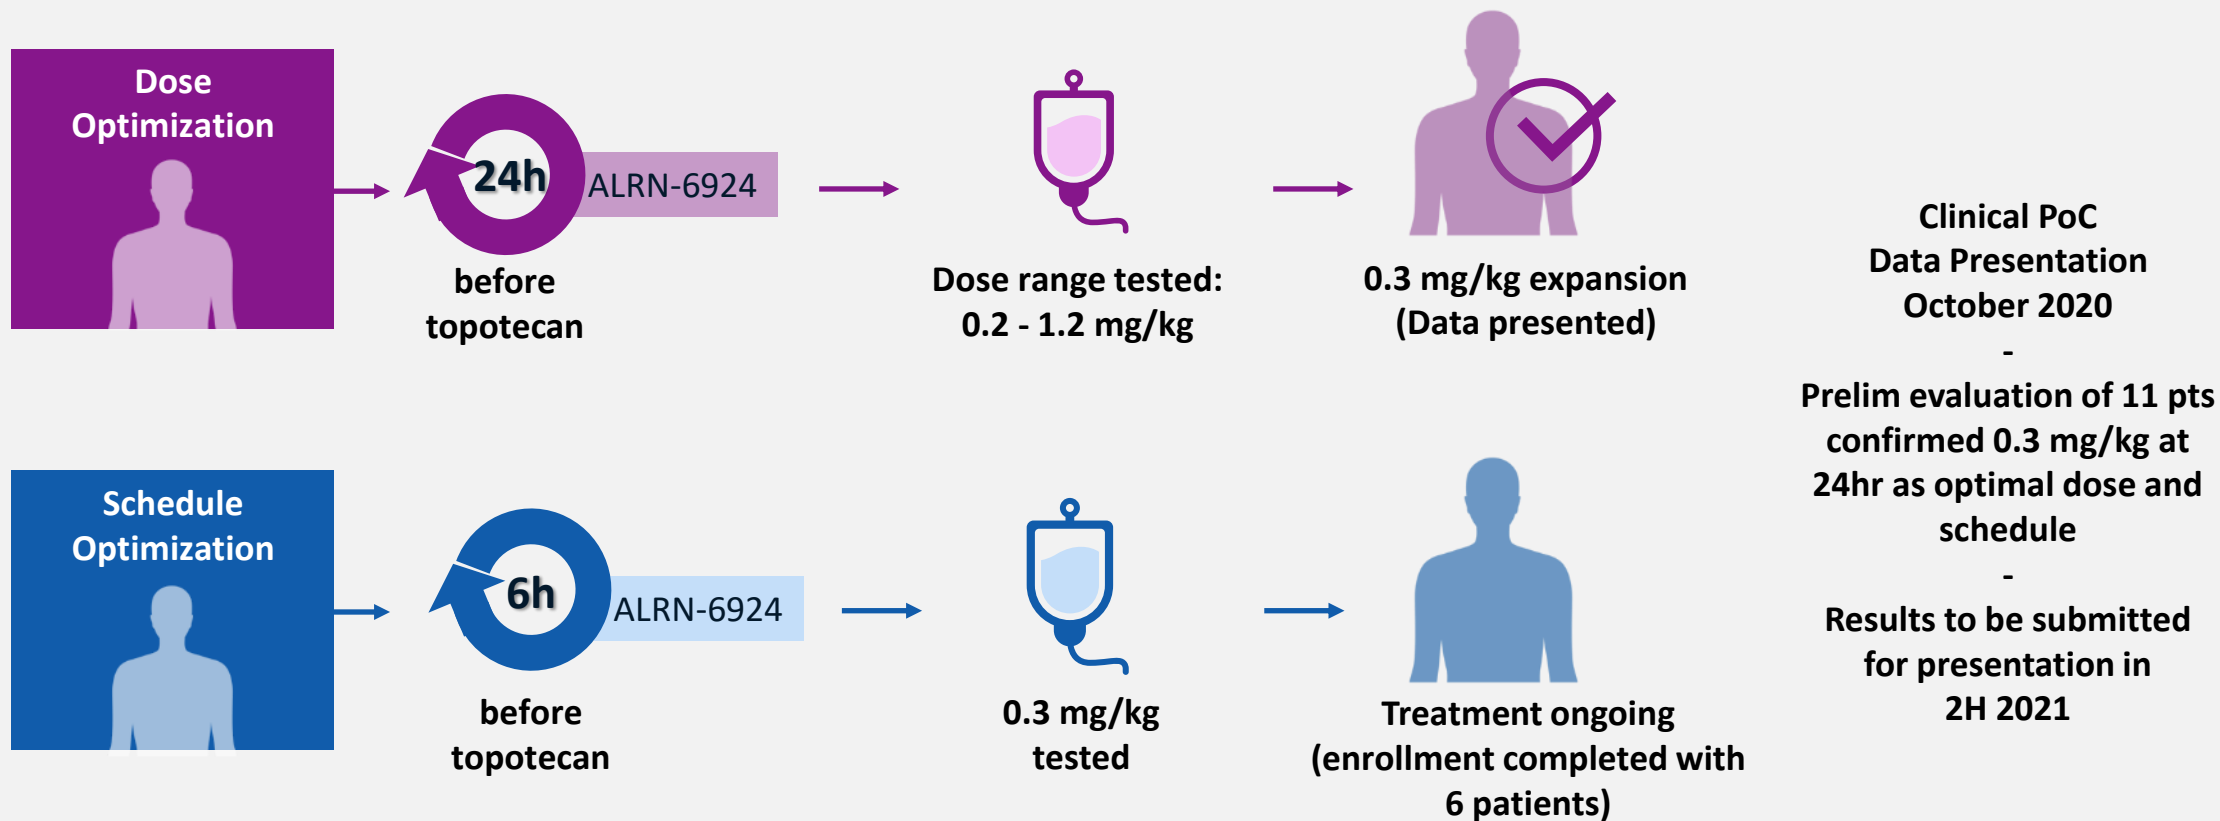 Dose
Optimization
24h
ALRN-6924
before
topotecan
Dose range tested:
0.2 - 1.2 mg/kg
0.3 mg/kg expansion
(Data presented)
Schedule
Optimization
6h
ALRN-6924
before
topotecan
0.3 mg/kg
tested
Treatment ongoing
(enrollment completed with
6 patients)
Clinical PoC
Data Presentation
October 2020
-
Prelim evaluation of 11 pts
confirmed 0.3 mg/kg at
24hr as optimal dose and
schedule
-
Results to be submitted
for presentation in
2H 2021